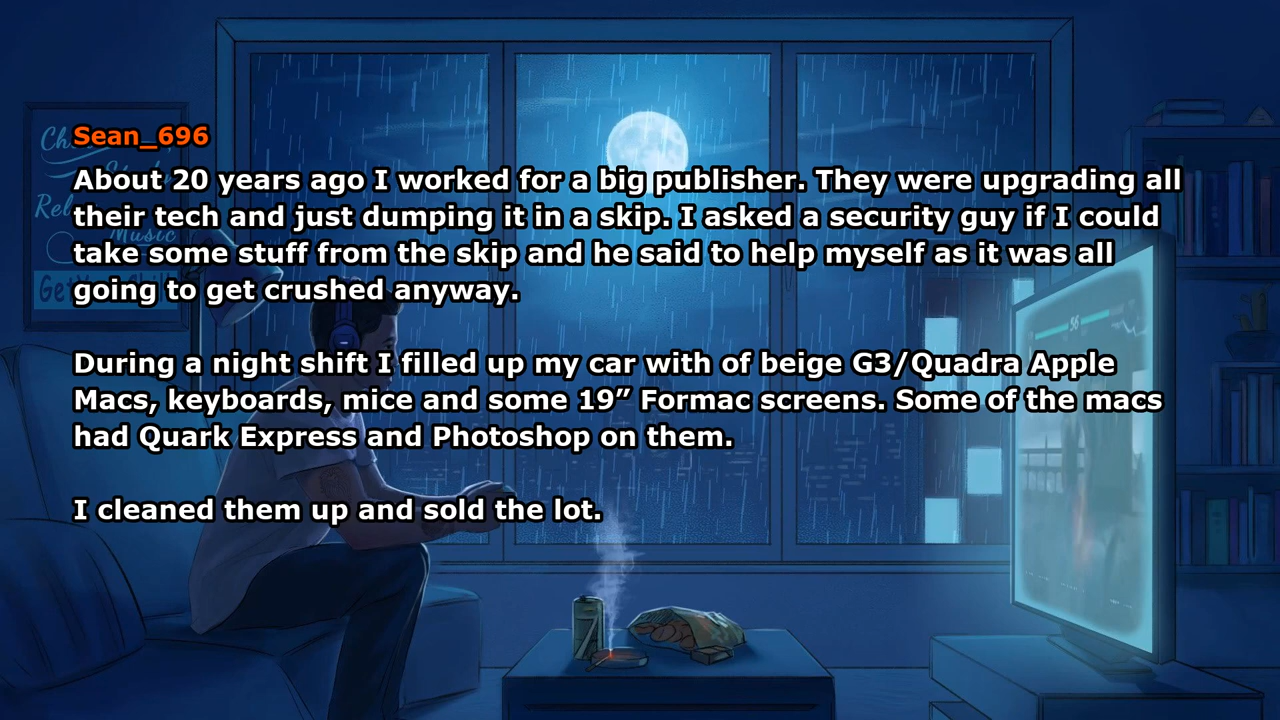 Sean_696
About 20 years ago I worked for a big publisher. They were upgrading all
their tech and just dumping it in a skip. I asked a security guy if I could
take some stuff from the skip and he said to help myself as it was all
going to get crushed anyway.
During a night shift I filled up my car with of beige G3/Quadra Apple
Macs, keyboards, mice and some 19” Formac screens. Some of the macs
had Quark Express and Photoshop on them.
I cleaned them up and sold the lot.
Music
56